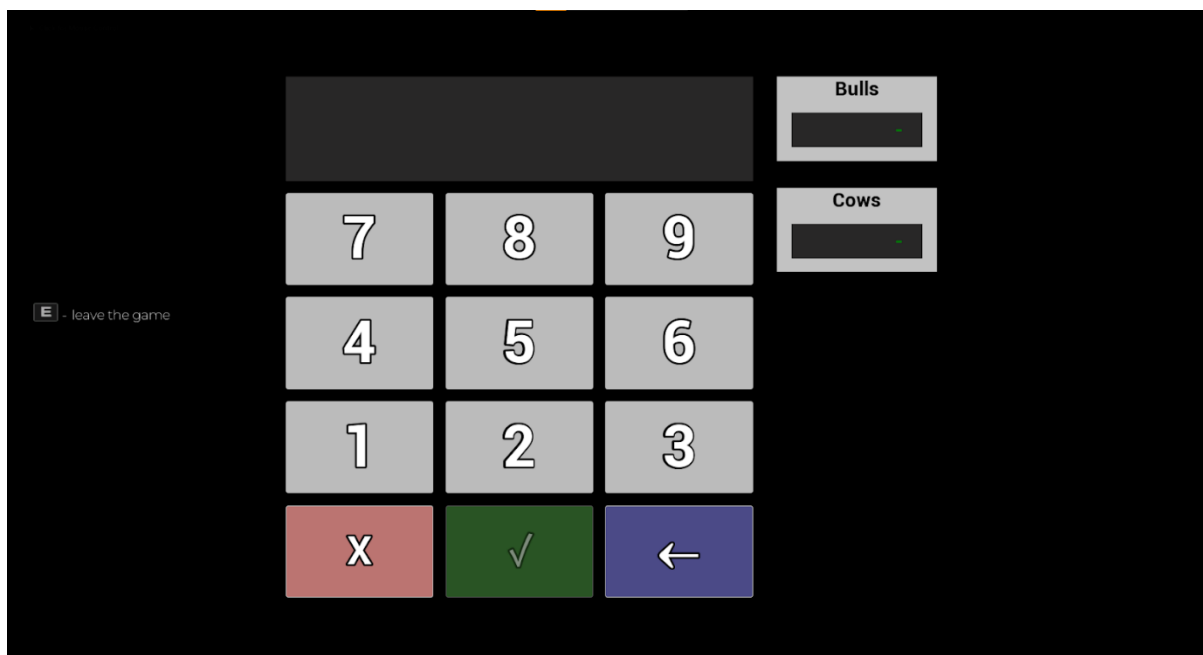 Bulls
-
Cows
-
7 8 9
E - leave the game
4 5 6
1 2 3
X √ ←